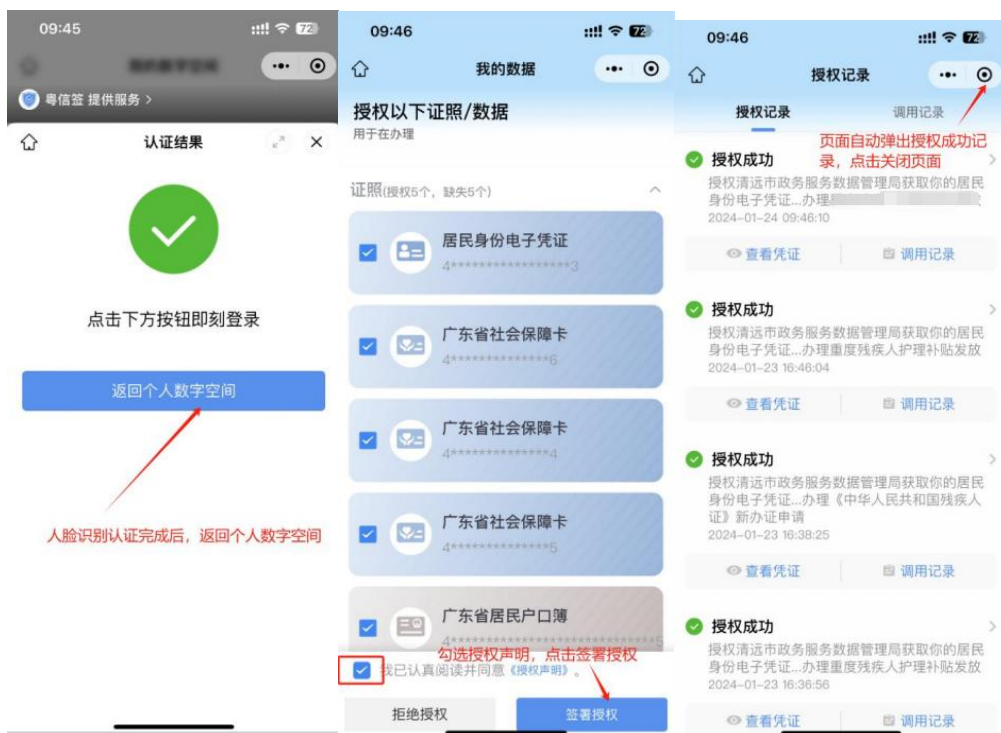 09:45
72
粤信签 提供服务 >
认证结果
点击下方按钮即刻登录
返回个人数字空间
人脸识别认证完成后，返回个人数字空间
09:46
72
我的数据
授权以下证照/数据
用于在办理
证照(授权5个，缺失5个)
居民身份电子凭证
4*****************3
广东省社会保障卡
4***************6
广东省社会保障卡
4***************4
广东省社会保障卡
4***************5
广东省居民户口簿
4*****************************5
勾选授权声明，点击签署授权
我已认真阅读并同意《授权声明》。
拒绝授权
签署授权
09:46
72
授权记录
授权记录
调用记录
页面自动弹出授权成功记
录，点击关闭页面
授权成功
授权清远市政务服务数据管理局获取你的居民
身份电子凭证...办理
2024-01-24 09:46:10
查看凭证
调用记录
授权成功
授权清远市政务服务数据管理局获取你的居民
身份电子凭证...办理重度残疾人护理补贴发放
2024-01-23 16:46:04
查看凭证
调用记录
授权成功
授权清远市政务服务数据管理局获取你的居民
身份电子凭证...办理《中华人民共和国残疾人
证》新办证申请
2024-01-23 16:38:25
查看凭证
调用记录
授权成功
授权清远市政务服务数据管理局获取你的居民
身份电子凭证...办理重度残疾人护理补贴发放
2024-01-23 16:36:56
查看凭证
调用记录